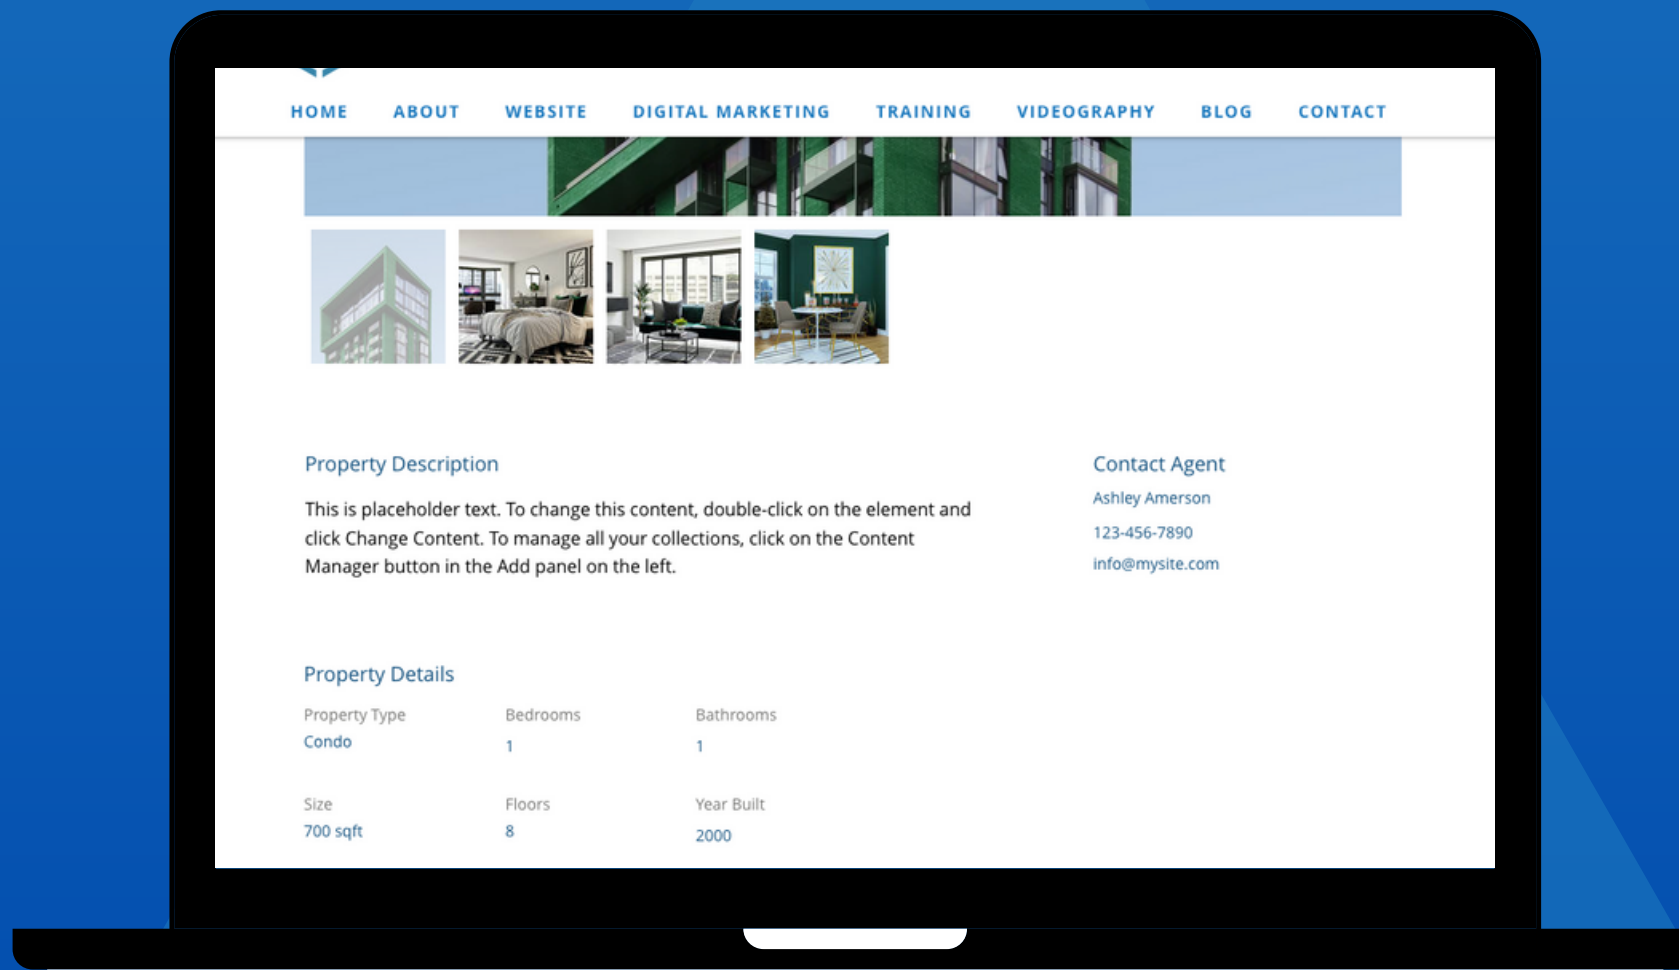 HOME ABOUT WEBSITE DIGITAL MARKETING TRAINING VIDEOGRAPHY BLOG CONTACT
Property Description
This is placeholder text. To change this content, double-click on the element and
click Change Content. To manage all your collections, click on the Content
Manager button in the Add panel on the left.
Contact Agent
Ashley Amerson
123-456-7890
info@mysite.com
Property Details
Property Type Bedrooms Bathrooms
Condo 1 1
Size Floors Year Built
700 sqft 8 2000